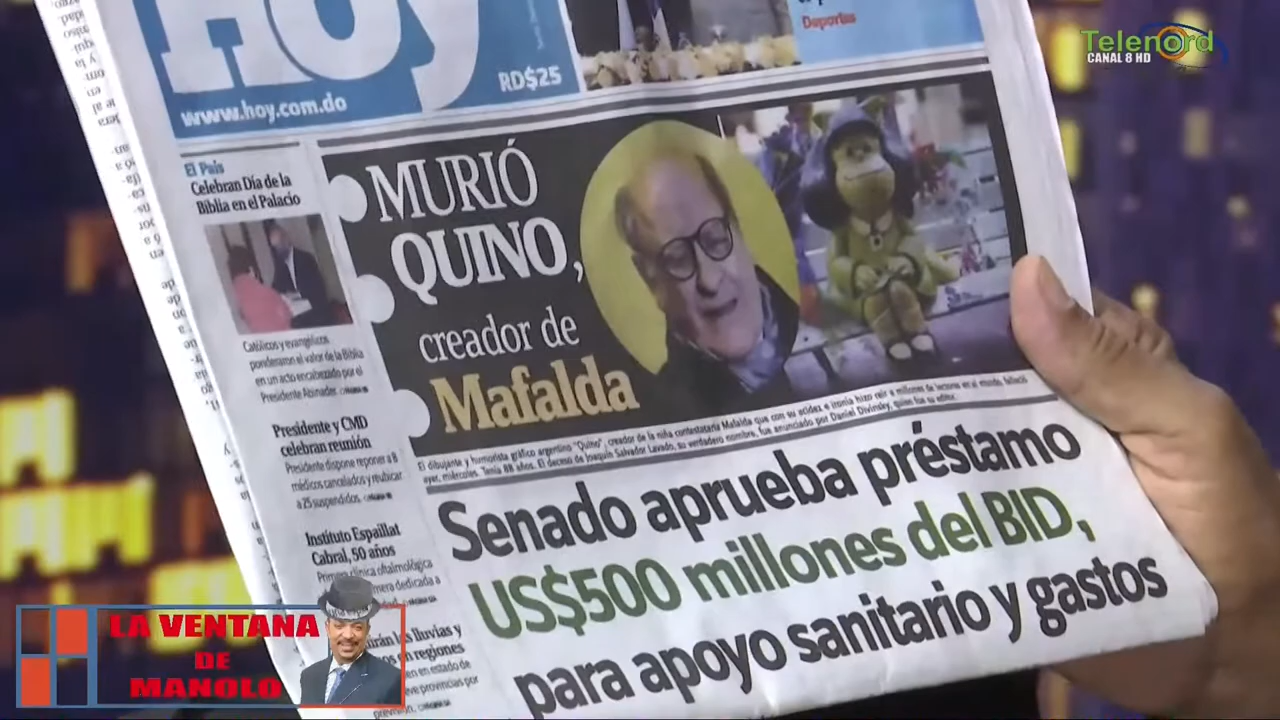 Hoy
www.hoy.com.do
RD$25
Deportes
Telenord
CANAL 8 HD
El País
Celebran Día de la
Biblia en el Palacio
Católicos y evangélicos
ponderaron el valor de la Biblia
en un acto encabezado por el
Presidente Abinader.
Presidente y CMD
celebran reunión
Presidente dispone reponer a 8
médicos cancelados y reubicar
a 25 suspendidos.
Instituto Espaillat
Cabral, 50 años
MURIÓ
QUINO,
creador de
Mafalda
El dibujante y humorista gráfico argentino "Quino", creador de la niña contestataria Mafalda que con su acidez e ironía hizo reír a millones de lectores en el mundo, falleció
ayer, miércoles. Tenía 88 años. El deceso de Joaquín Salvador Lavado, su verdadero nombre, fue anunciado por Daniel Divinsky, quien fue su editor.
Senado aprueba préstamo
US$500 millones del BID,
para apoyo sanitario y gastos
LA VENTANA
DE
MANOLO